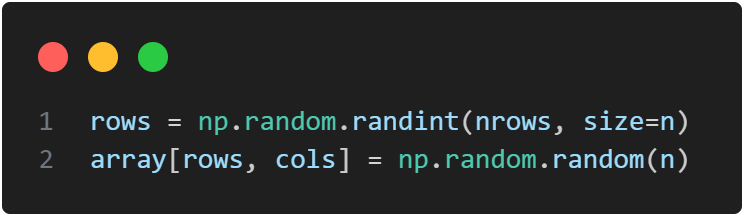 1 rows = np.random.randint(nrows, size=n)
2 array[rows, cols] = np.random.random(n)